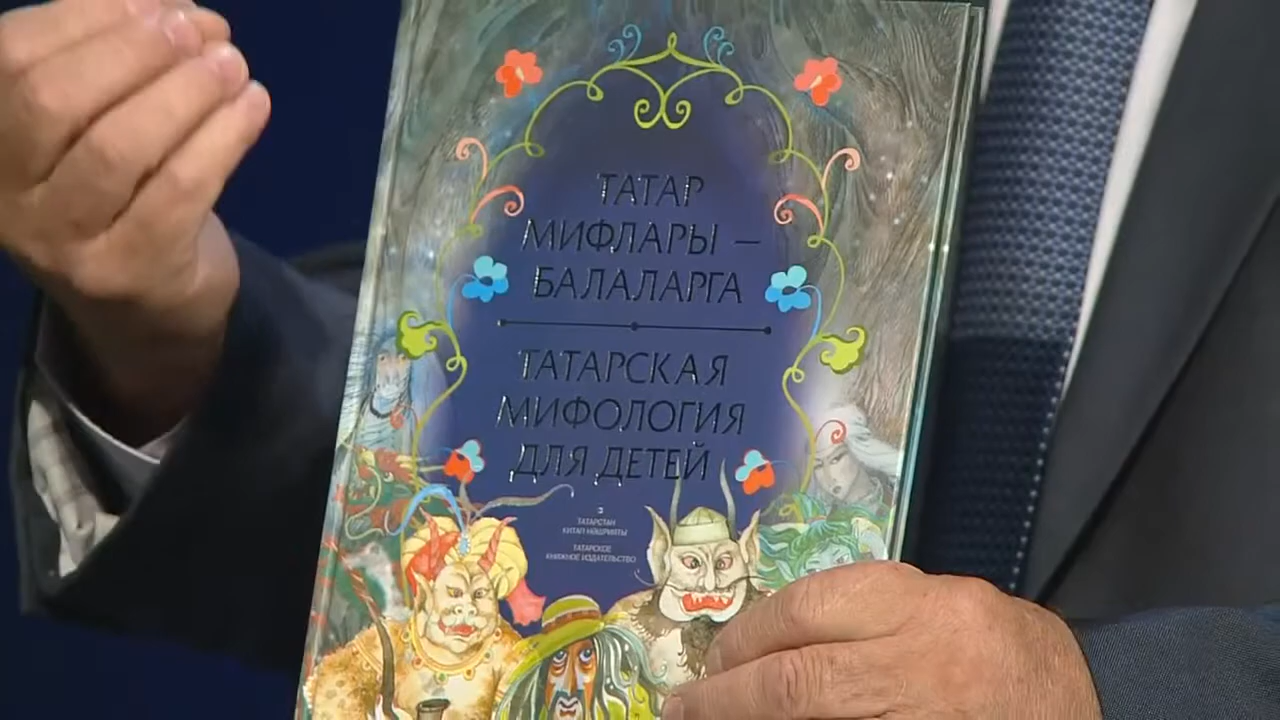 ТАТАР
МИФЛАРЫ –
БАЛАЛАРГА
ТАТАРСКАЯ
МИФОЛОГИЯ
ДЛЯ ДЕТЕЙ
ТАТАРСТАН
КИТАП НӘШРИЯТЫ
ТАТАРСКОЕ
КНИЖНОЕ ИЗДАТЕЛЬСТВО